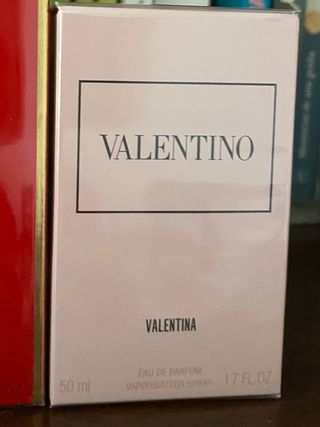 VALENTINO
VALENTINA
EAU DE PARFUM
50 ml VAPORISATEUR SPRAY 1.7 FL.OZ.